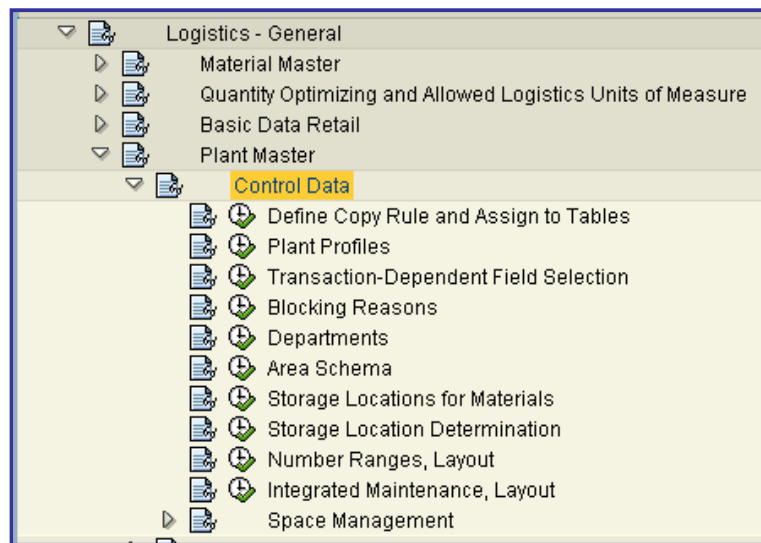 Logistics - General
Material Master
Quantity Optimizing and Allowed Logistics Units of Measure
Basic Data Retail
Plant Master
Control Data
Define Copy Rule and Assign to Tables
Plant Profiles
Transaction-Dependent Field Selection
Blocking Reasons
Departments
Area Schema
Storage Locations for Materials
Storage Location Determination
Number Ranges, Layout
Integrated Maintenance, Layout
Space Management